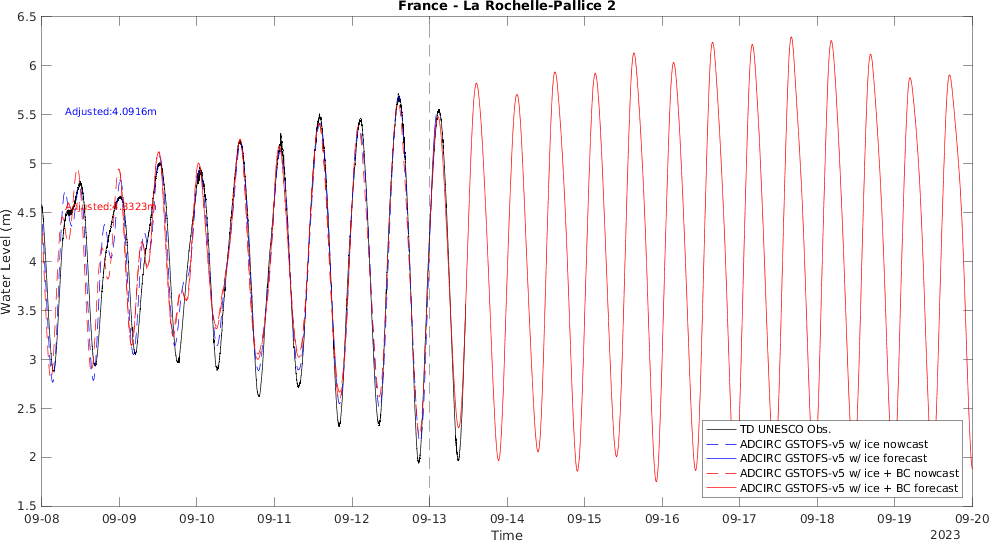 France - La Rochelle-Pallice 2
6.5
6
5.5
5
4.5
4
3.5
3
2.5
2
1.5
Water Level (m)
Adjusted:4.0916m
Adjusted:4.8323m
TD UNESCO Obs.
ADCIRC GSTOFS-v5 w/ ice nowcast
ADCIRC GSTOFS-v5 w/ ice forecast
ADCIRC GSTOFS-v5 w/ ice + BC nowcast
ADCIRC GSTOFS-v5 w/ ice + BC forecast
09-08 09-09 09-10 09-11 09-12 09-13 09-14 09-15 09-16 09-17 09-18 09-19 09-20
Time
2023